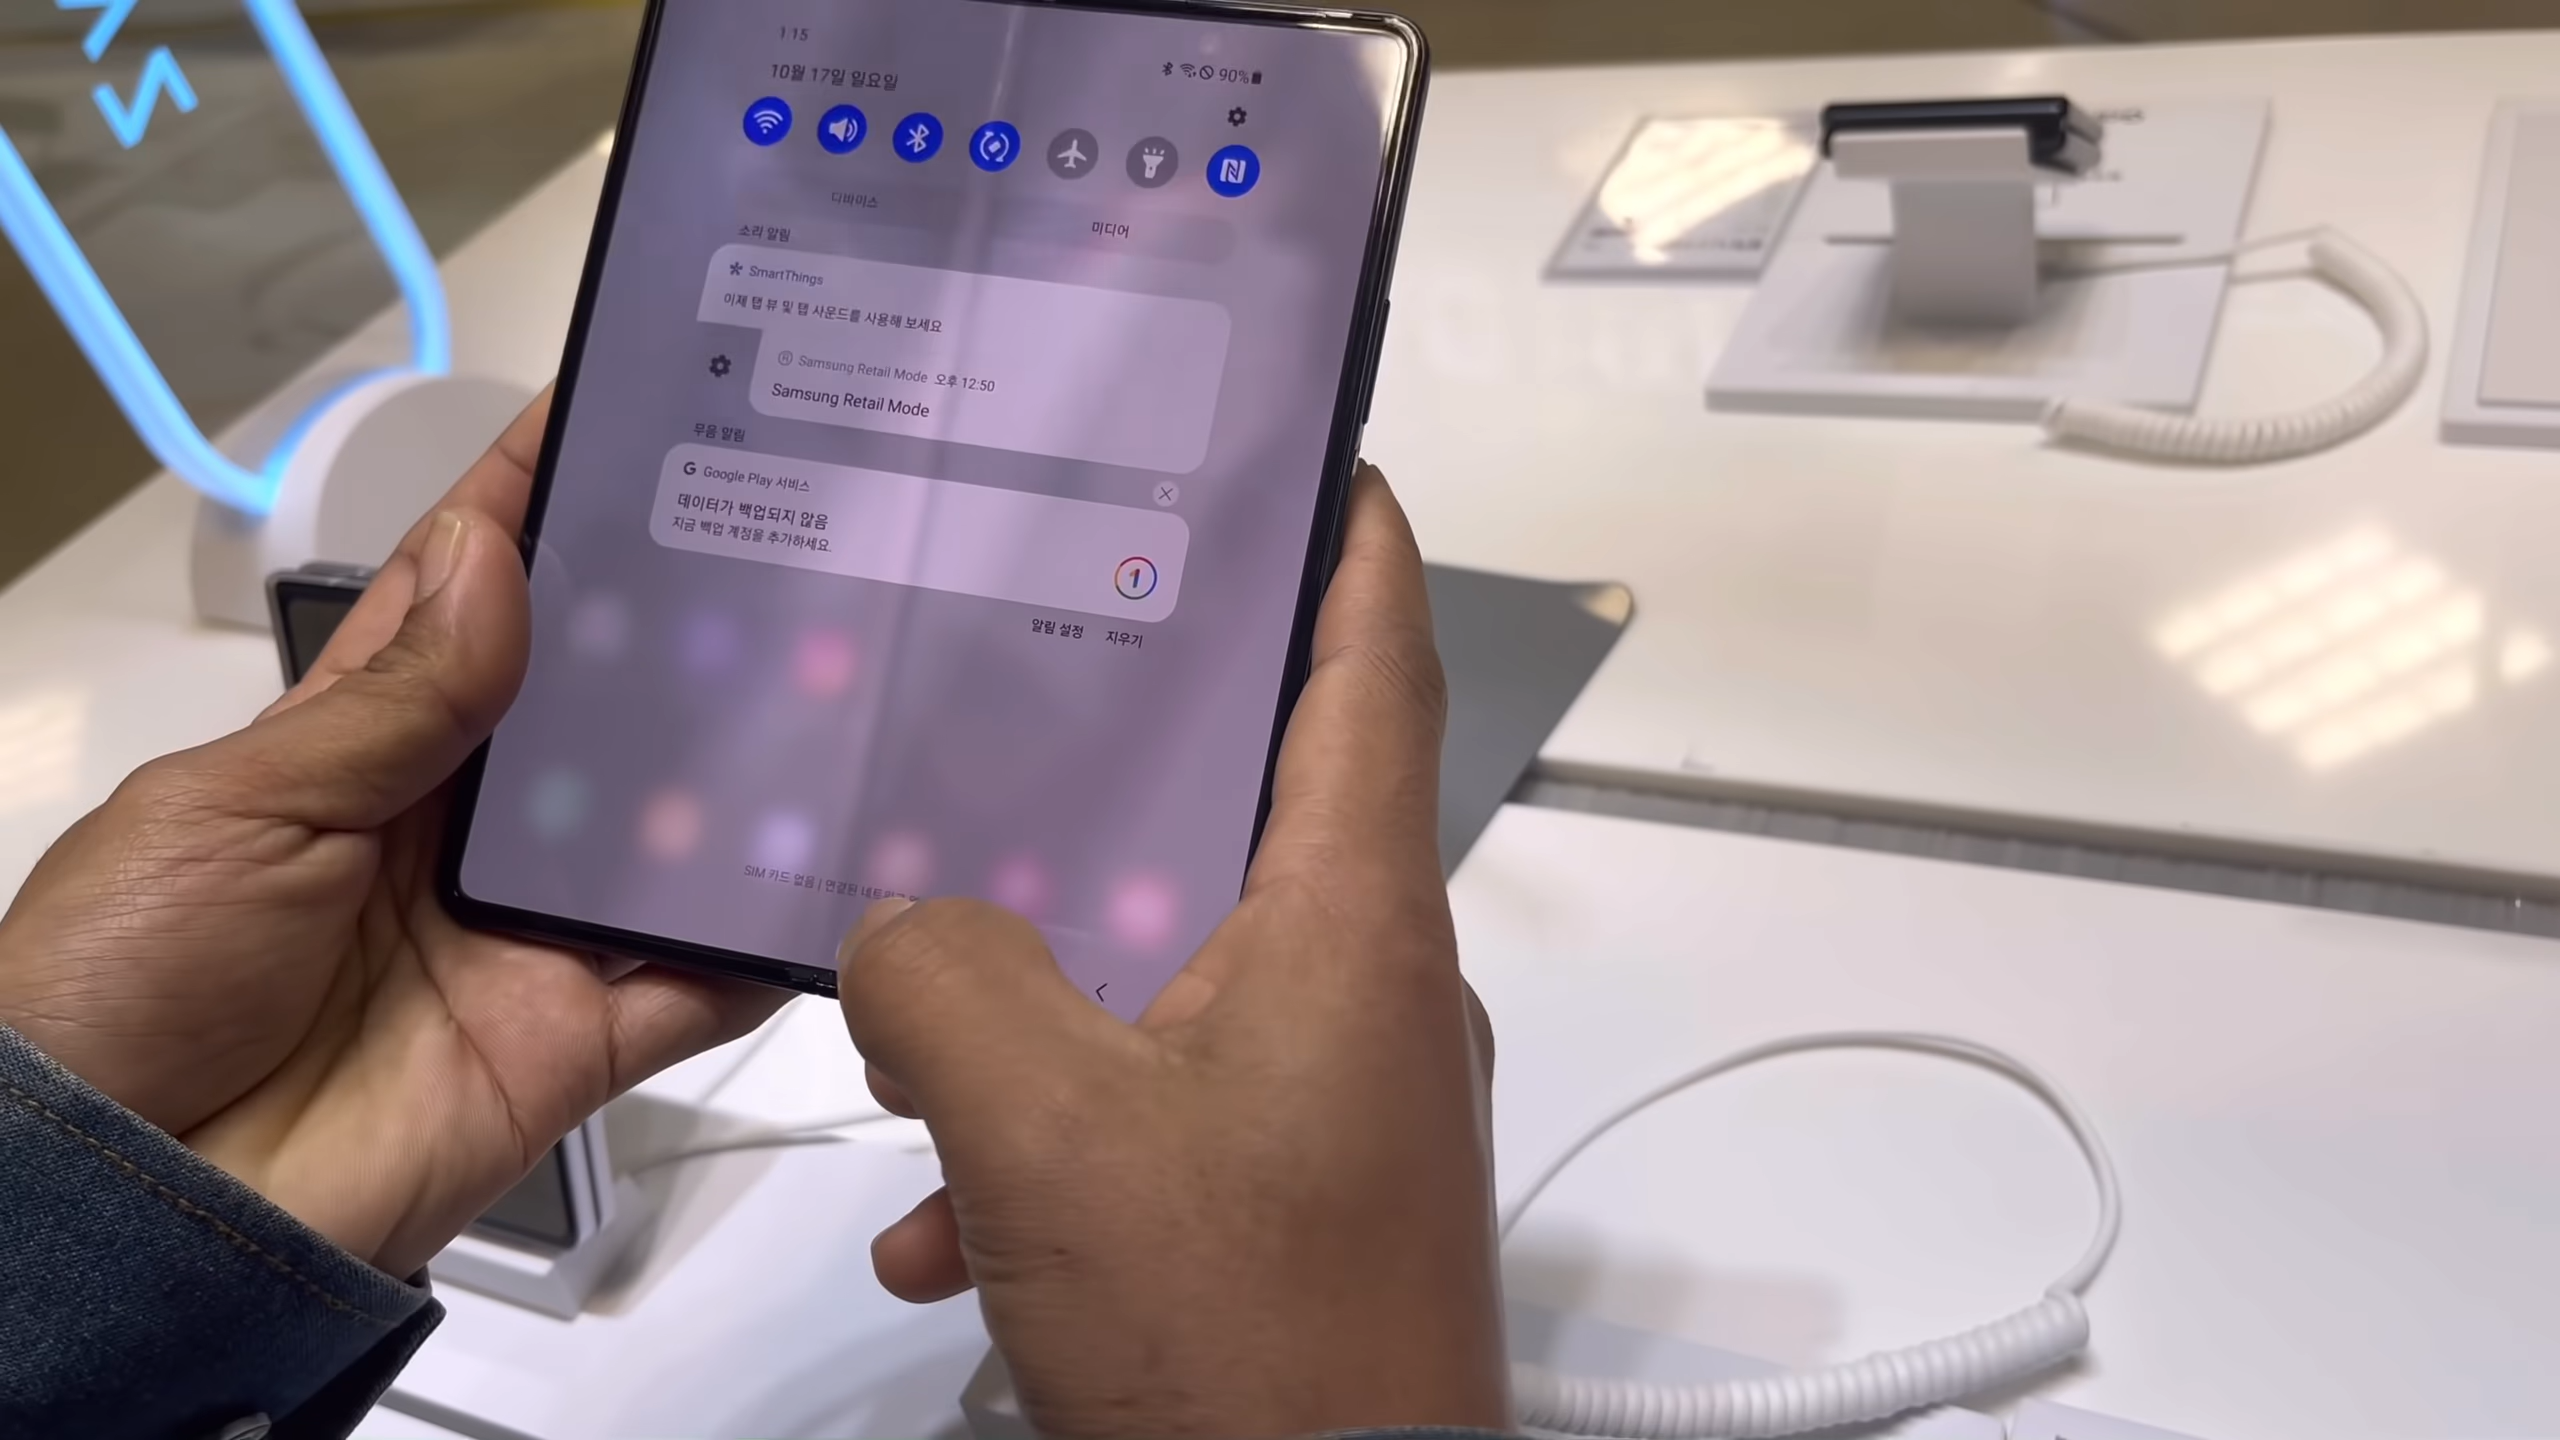 1:15
90%
10월 17일 일요일
디바이스
미디어
소리 알림
SmartThings
이제 탭 뷰 및 탭 사운드를 사용해 보세요
Samsung Retail Mode 오후 12:50
Samsung Retail Mode
무음 알림
Google Play 서비스
데이터가 백업되지 않음
지금 백업 계정을 추가하세요.
알림 설정 지우기
SIM 카드 없음 | 연결된